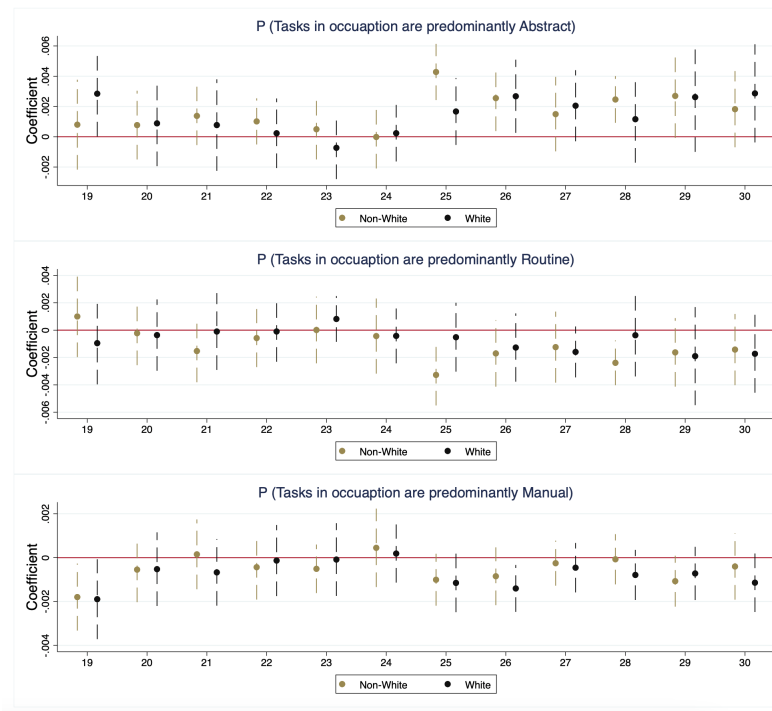 P (Tasks in occuaption are predominantly Abstract)
Coefficient
.006
.004
.002
0
-.002
19 20 21 22 23 24 25 26 27 28 29 30
Non-White White
P (Tasks in occuaption are predominantly Routine)
Coefficient
.004
.002
0
-.002
-.004
-.006
19 20 21 22 23 24 25 26 27 28 29 30
Non-White White
P (Tasks in occuaption are predominantly Manual)
Coefficient
.002
0
-.002
-.004
19 20 21 22 23 24 25 26 27 28 29 30
Non-White White